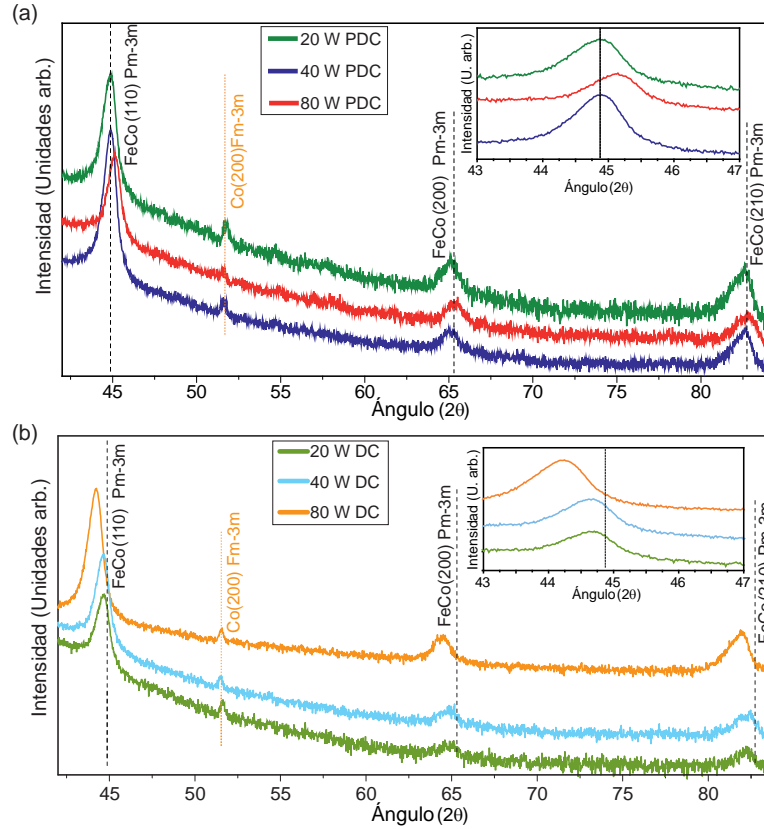 (a)
20 W PDC
40 W PDC
80 W PDC
FeCo(110) Pm-3m
Co(200)Fm-3m
FeCo(200) Pm-3m
FeCo(210) Pm-3m
Intensidad (Unidades arb.)
45 50 55 60 65 70 75 80
Ángulo (2θ)
Intensidad (U. arb.)
43 44 45 46 47
Ángulo (2θ)
(b)
20 W DC
40 W DC
80 W DC
FeCo(110) Pm-3m
Co(200) Fm-3m
FeCo(200) Pm-3m
FeCo(210) Pm-3m
Intensidad (Unidades arb.)
45 50 55 60 65 70 75 80
Ángulo (2θ)
Intensidad (U. arb.)
43 44 45 46 47
Ángulo (2θ)